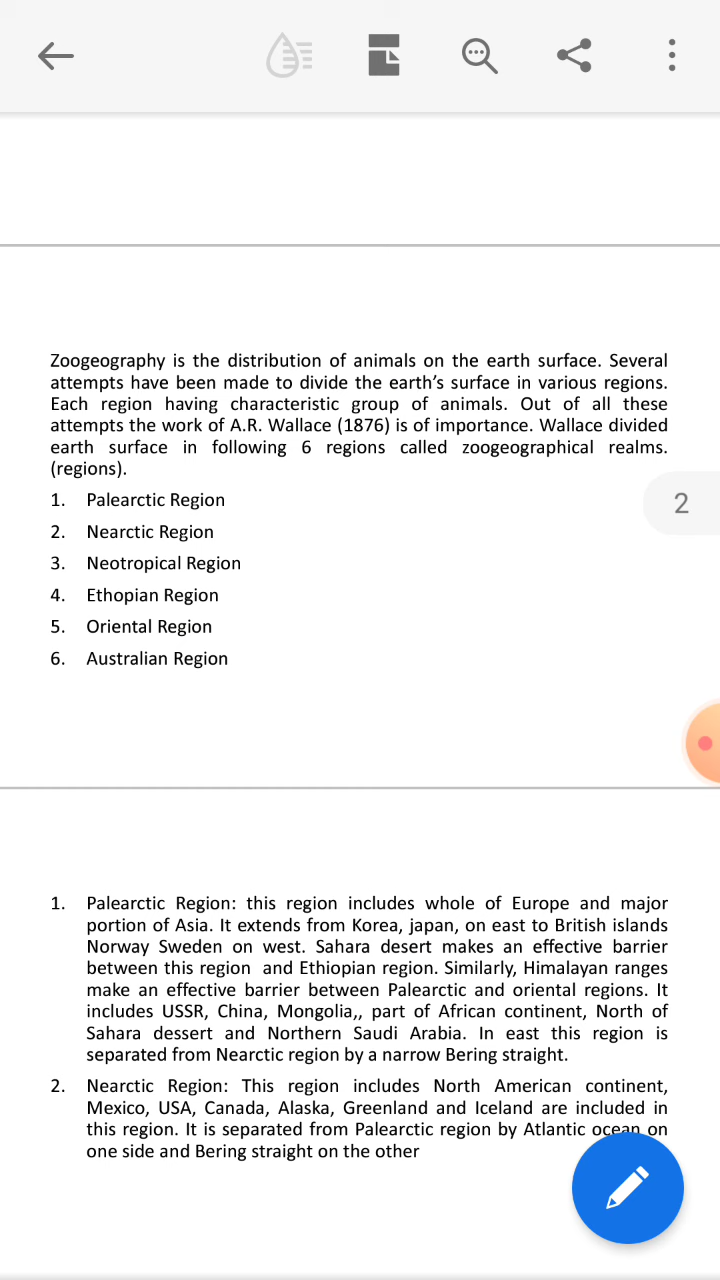 Zoogeography is the distribution of animals on the earth surface. Several
attempts have been made to divide the earth's surface in various regions.
Each region having characteristic group of animals. Out of all these
attempts the work of A.R. Wallace (1876) is of importance. Wallace divided
earth surface in following 6 regions called zoogeographical realms.
(regions).
1. Palearctic Region
2
2. Nearctic Region
3. Neotropical Region
4. Ethopian Region
5. Oriental Region
6. Australian Region
1. Palearctic Region: this region includes whole of Europe and major
portion of Asia. It extends from Korea, japan, on east to British islands
Norway Sweden on west. Sahara desert makes an effective barrier
between this region and Ethiopian region. Similarly, Himalayan ranges
make an effective barrier between Palearctic and oriental regions. It
includes USSR, China, Mongolia,, part of African continent, North of
Sahara dessert and Northern Saudi Arabia. In east this region is
separated from Nearctic region by a narrow Bering straight.
2. Nearctic Region: This region includes North American continent,
Mexico, USA, Canada, Alaska, Greenland and Iceland are included in
this region. It is separated from Palearctic region by Atlantic ocean on
one side and Bering straight on the other